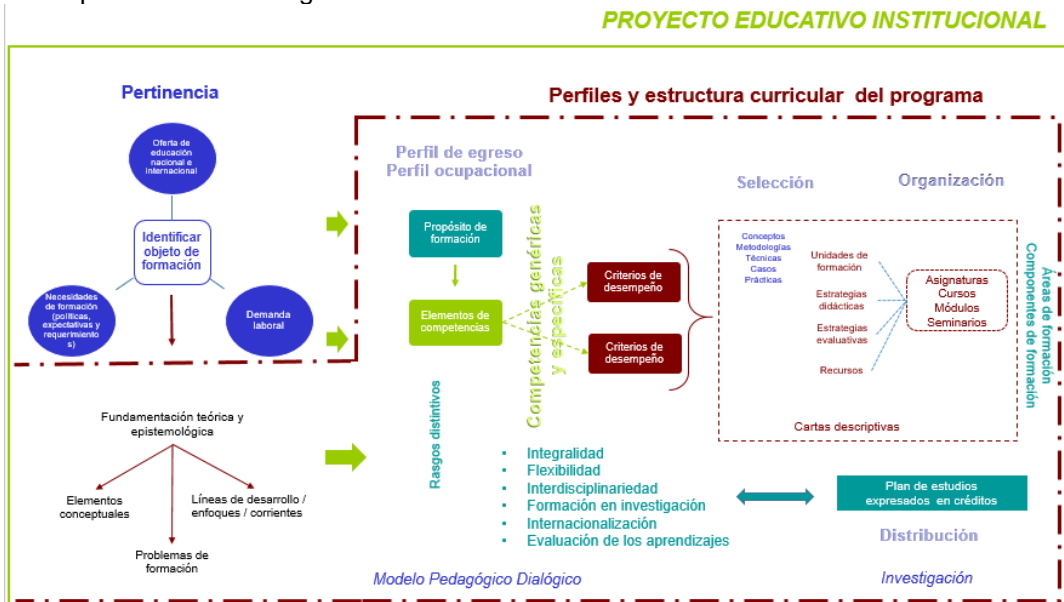 PROYECTO EDUCATIVO INSTITUCIONAL
Pertinencia
Oferta de
educación
nacional e
internacional
Identificar
objeto de
formación
Necesidades
de formación
(políticas,
expectativas y
requerimiento
s)
Demanda
laboral
Fundamentación teórica y
epistemológica
Elementos
conceptuales
Líneas de desarrollo /
enfoques / corrientes
Problemas de
formación
Perfiles y estructura curricular del programa
Perfil de egreso
Perfil ocupacional
Propósito de
formación
Elementos de
competencias
Competencias genéricas
y específicas
Criterios de
desempeño
Criterios de
desempeño
Selección
Organización
Conceptos
Metodologías
Técnicas
Casos
Prácticas
Unidades de
formación
Estrategias
didácticas
Estrategias
evaluativas
Recursos
Asignaturas
Cursos
Módulos
Seminarios
Cartas descriptivas
Áreas de formación
Componentes de formación
Rasgos distintivos
• Integralidad
• Flexibilidad
• Interdisciplinariedad
• Formación en investigación
• Internacionalización
• Evaluación de los aprendizajes
Plan de estudios
expresados en créditos
Distribución
Modelo Pedagógico Dialógico
Investigación